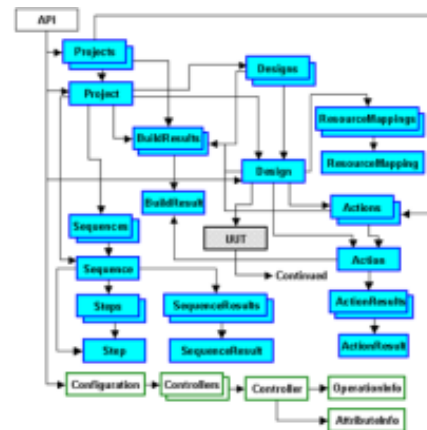 API
Projects
Designs
Project
ResourceMappings
BuildResults
Design
ResourceMapping
BuildResult
Actions
Sequences
UUT
Sequence
Continued
Action
Steps
SequenceResults
ActionResults
Step
SequenceResult
ActionResult
Configuration
Controllers
Controller
OperationInfo
AttributeInfo